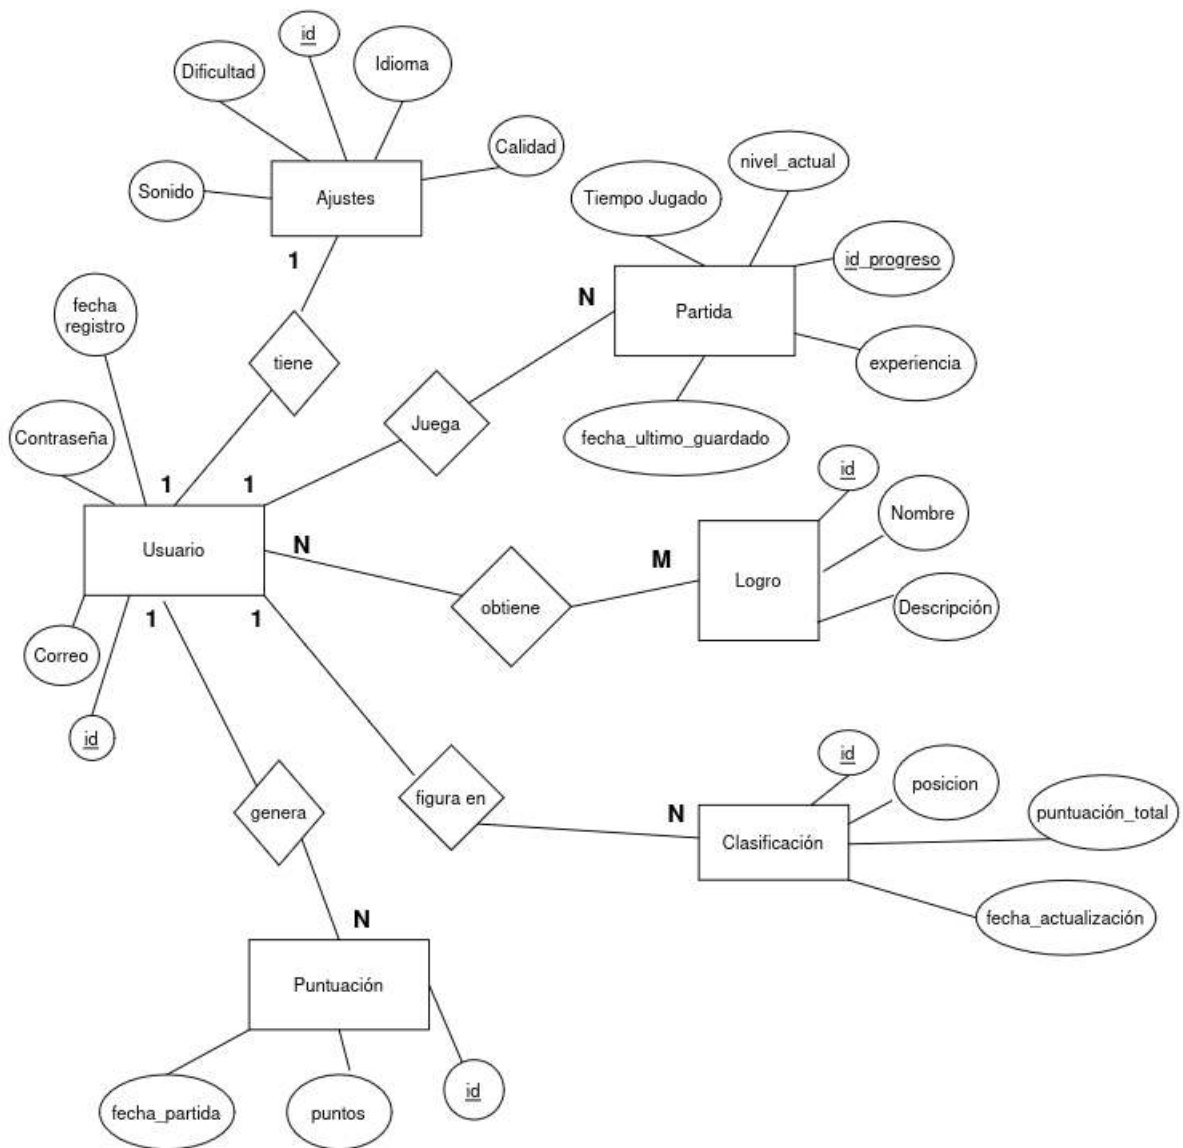 id
Dificultad
Idioma
Calidad
Sonido
Ajustes
1
nivel_actual
Tiempo Jugado
id_progreso
N
Partida
experiencia
fecha_ultimo_guardado
fecha
registro
tiene
Juega
Contraseña
1
1
Usuario
N
id
Nombre
M
Logro
obtiene
Descripción
1
1
Correo
id
id
posicion
figura en
genera
N
Clasificación
puntuación_total
fecha_actualización
N
Puntuación
id
fecha_partida
puntos